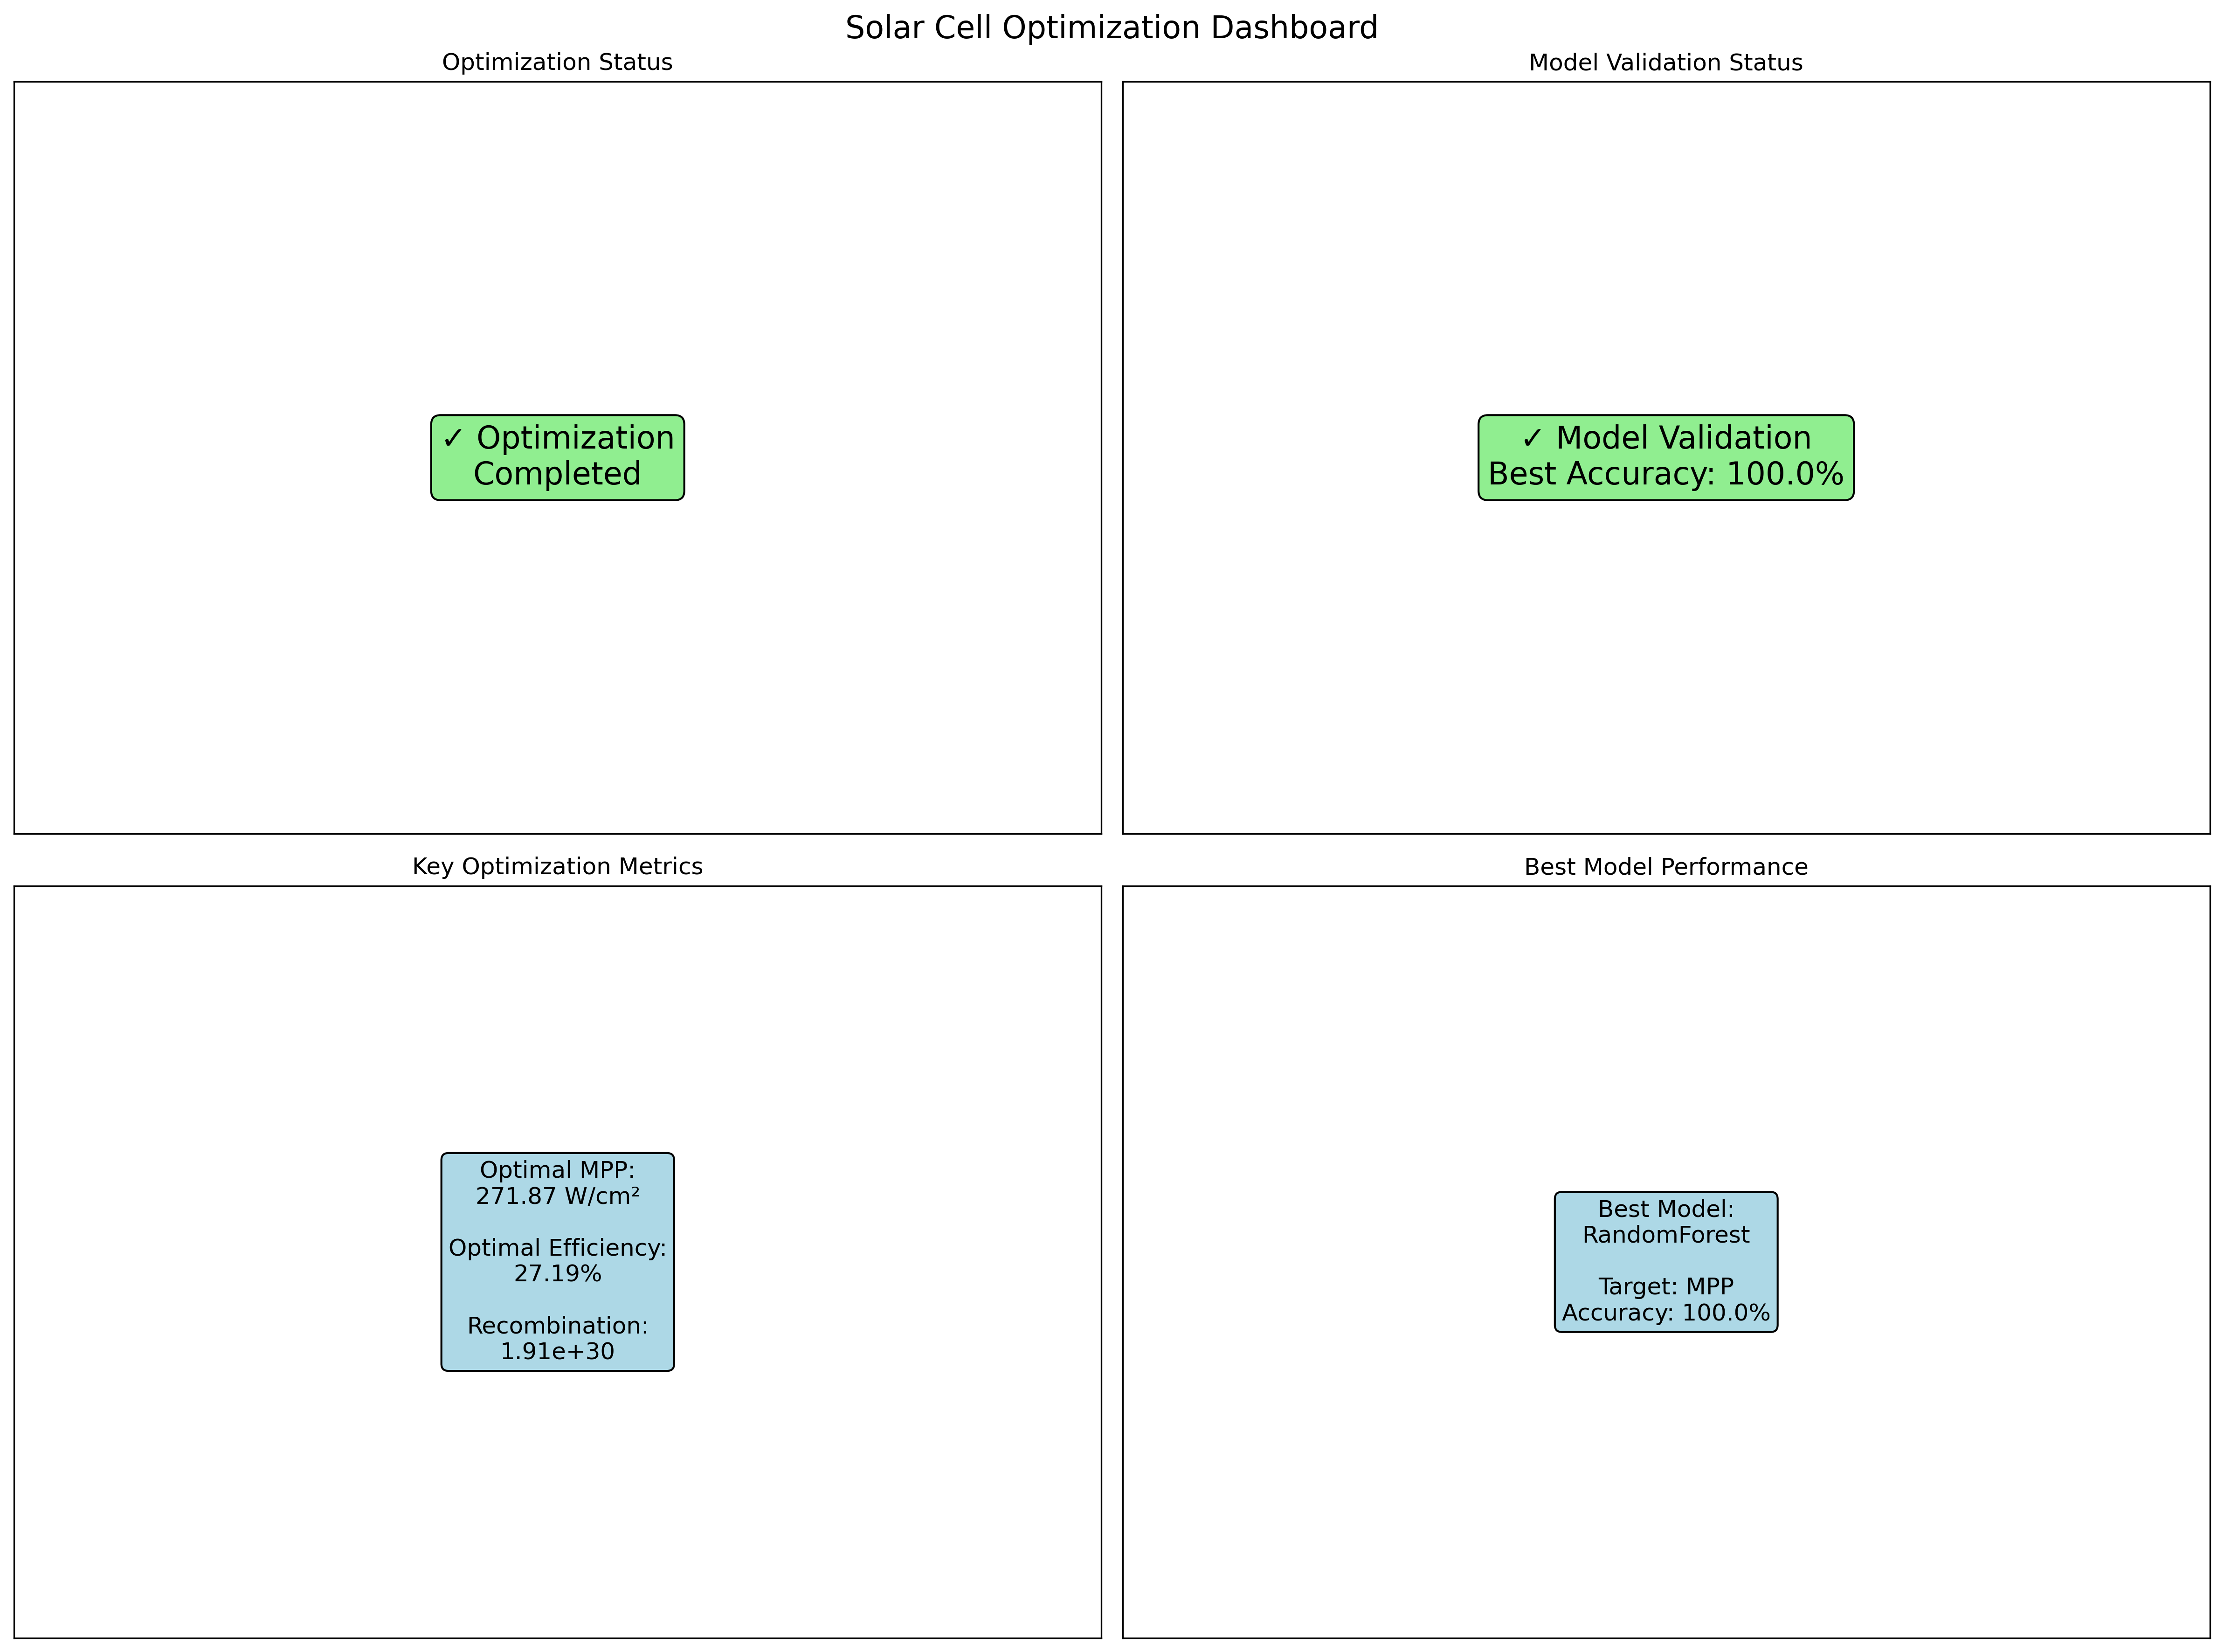 Solar Cell Optimization Dashboard
Optimization Status
✓ Optimization
Completed
Model Validation Status
✓ Model Validation
Best Accuracy: 100.0%
Key Optimization Metrics
Optimal MPP:
271.87 W/cm²
Optimal Efficiency:
27.19%
Recombination:
1.91e+30
Best Model Performance
Best Model:
RandomForest
Target: MPP
Accuracy: 100.0%